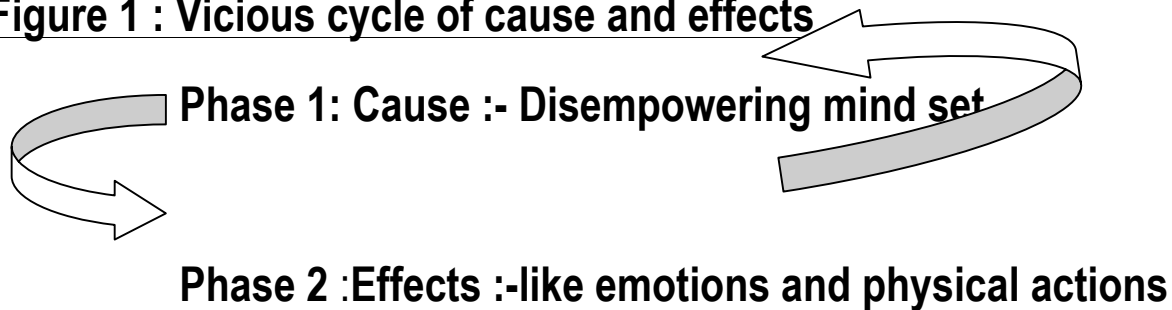 Figure 1 : Vicious cycle of cause and effects
Phase 1: Cause :- Disempowering mind set
Phase 2 :Effects :-like emotions and physical actions